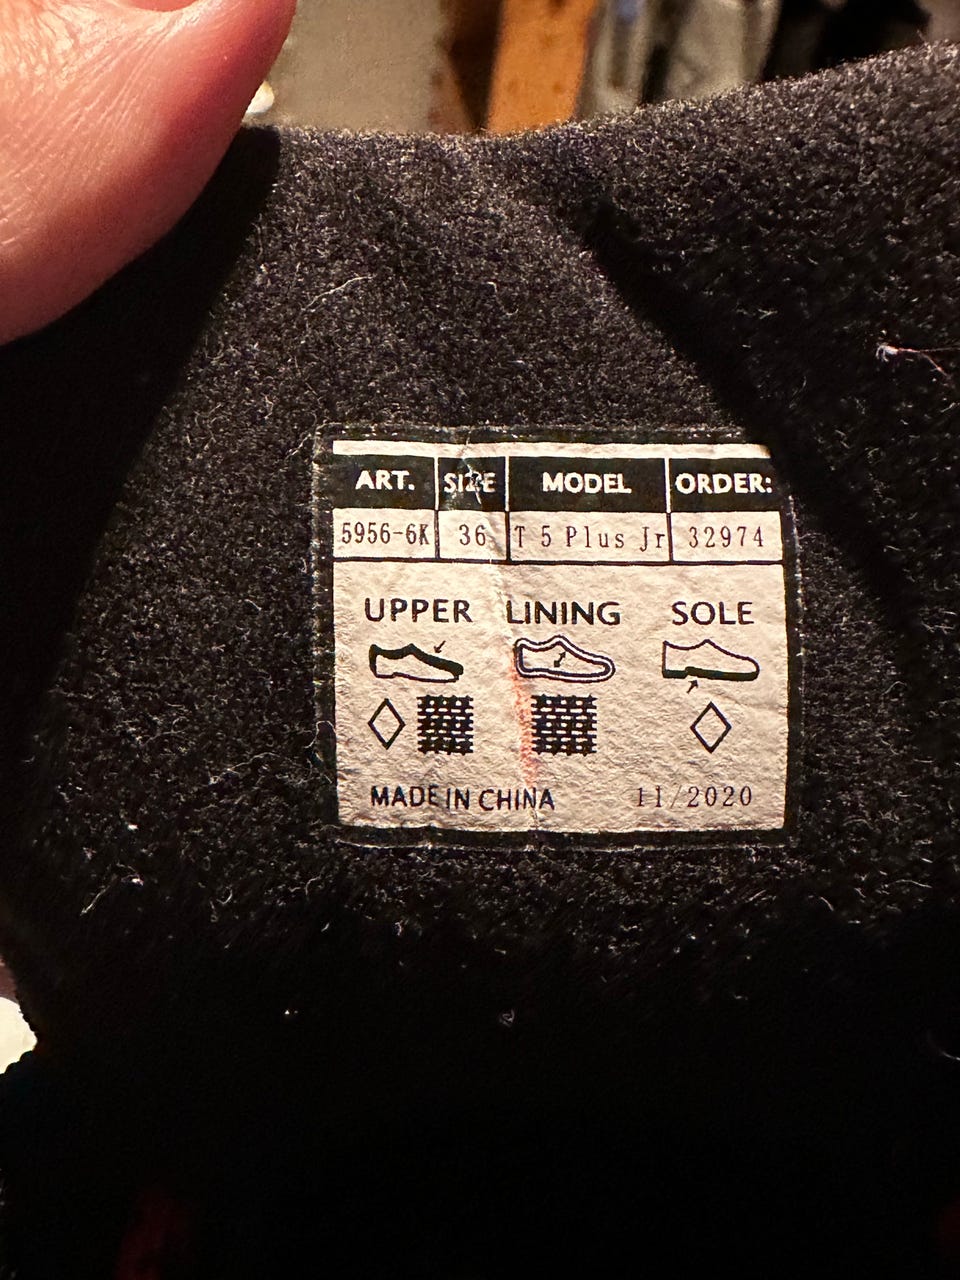 ART. SIZE MODEL ORDER:
5956-6K 36 T 5 Plus Jr 32974
UPPER LINING SOLE
MADE IN CHINA 11/2020